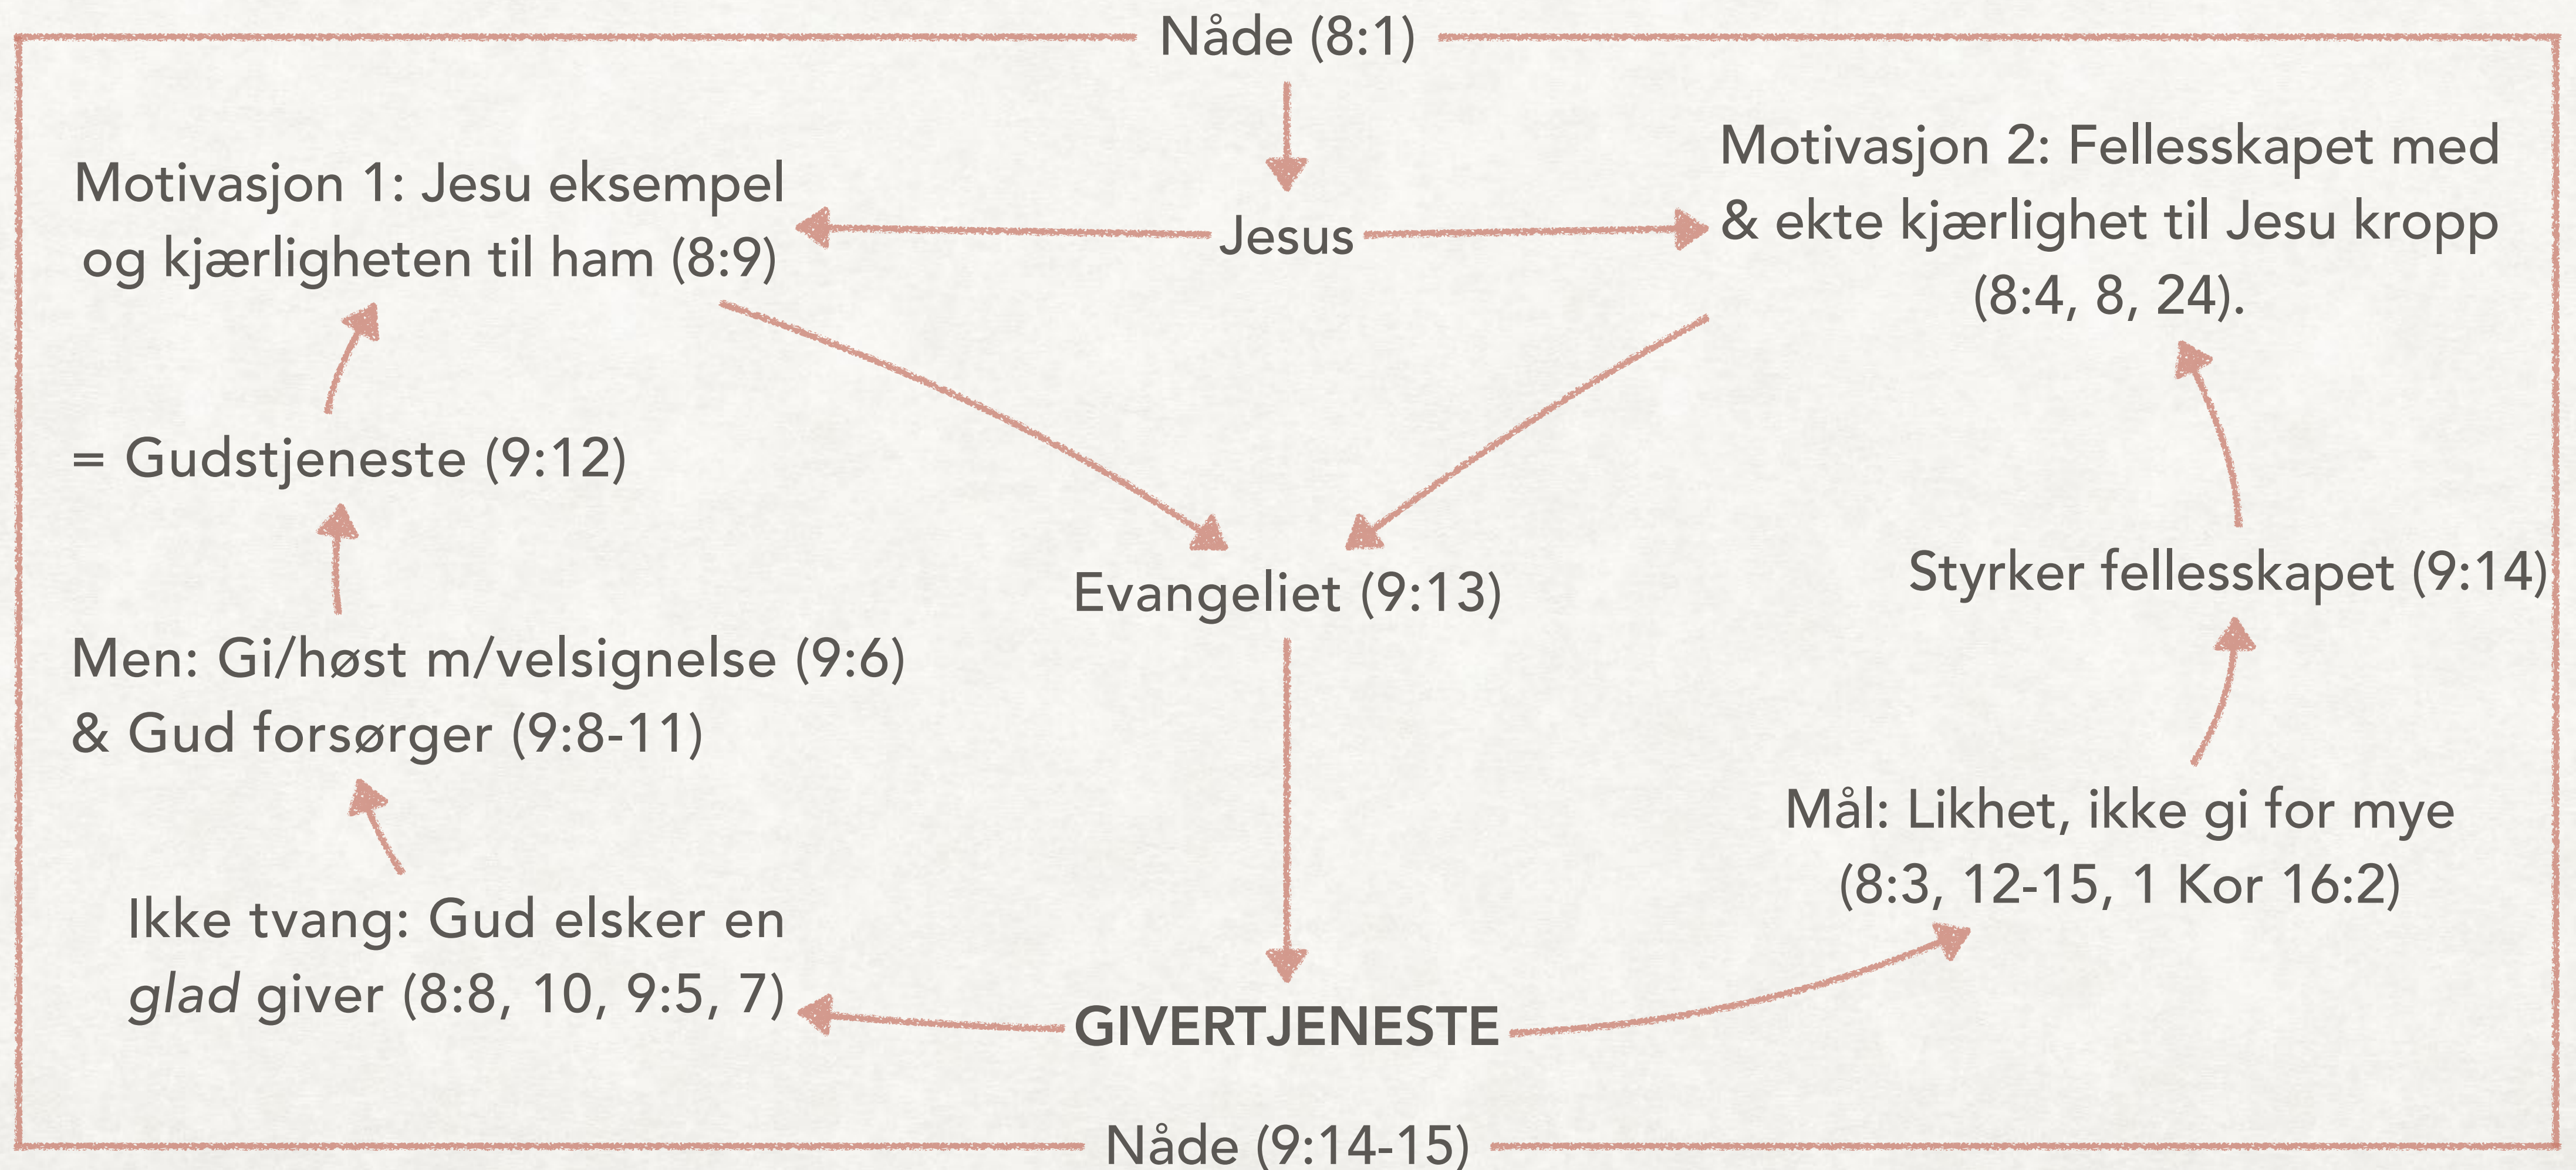 Nåde (8:1)
Motivasjon 1: Jesu eksempel
og kjærligheten til ham (8:9)
Jesus
Motivasjon 2: Fellesskapet med
& ekte kjærlighet til Jesu kropp
(8:4, 8, 24).
= Gudstjeneste (9:12)
Evangeliet (9:13)
Styrker fellesskapet (9:14)
Men: Gi/høst m/velsignelse (9:6)
& Gud forsørger (9:8-11)
Mål: Likhet, ikke gi for mye
(8:3, 12-15, 1 Kor 16:2)
Ikke tvang: Gud elsker en
glad giver (8:8, 10, 9:5, 7)
GIVERTJENESTE
Nåde (9:14-15)